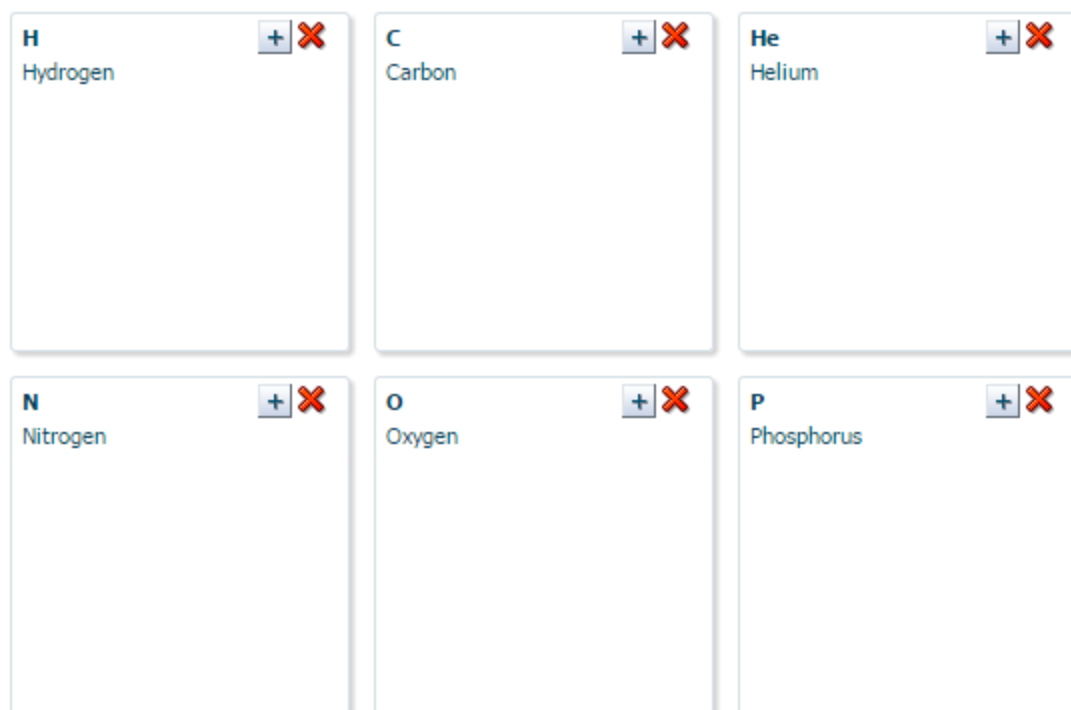 H
Hydrogen
C
Carbon
He
Helium
N
Nitrogen
O
Oxygen
P
Phosphorus